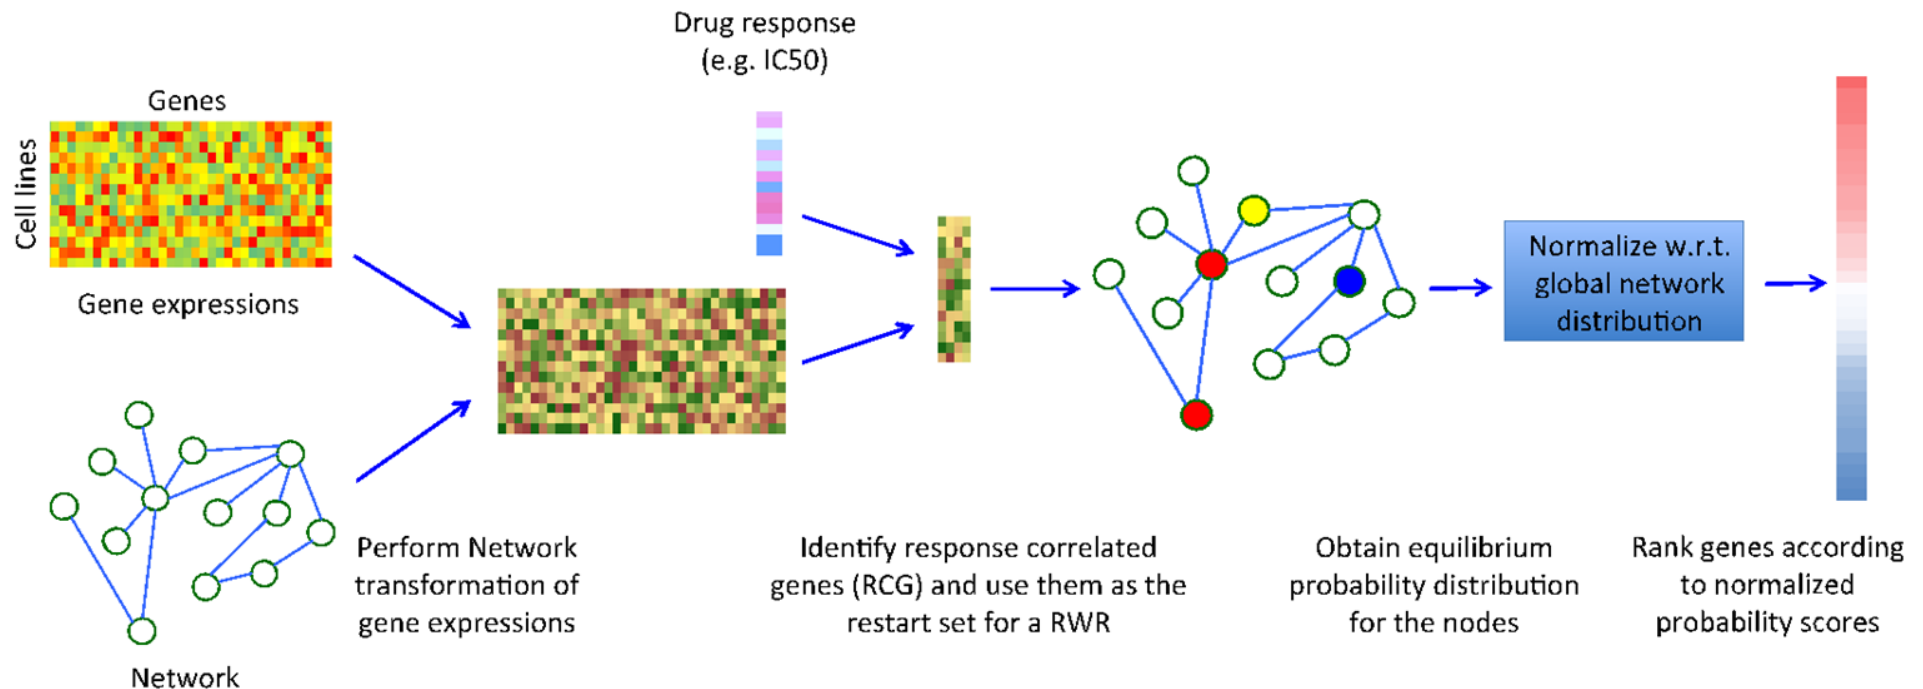 Drug response
(e.g. IC50)
Genes
Cell lines
Gene expressions
Network
Perform Network
transformation of
gene expressions
Identify response correlated
genes (RCG) and use them as the
restart set for a RWR
Obtain equilibrium
probability distribution
for the nodes
Normalize w.r.t.
global network
distribution
Rank genes according
to normalized
probability scores